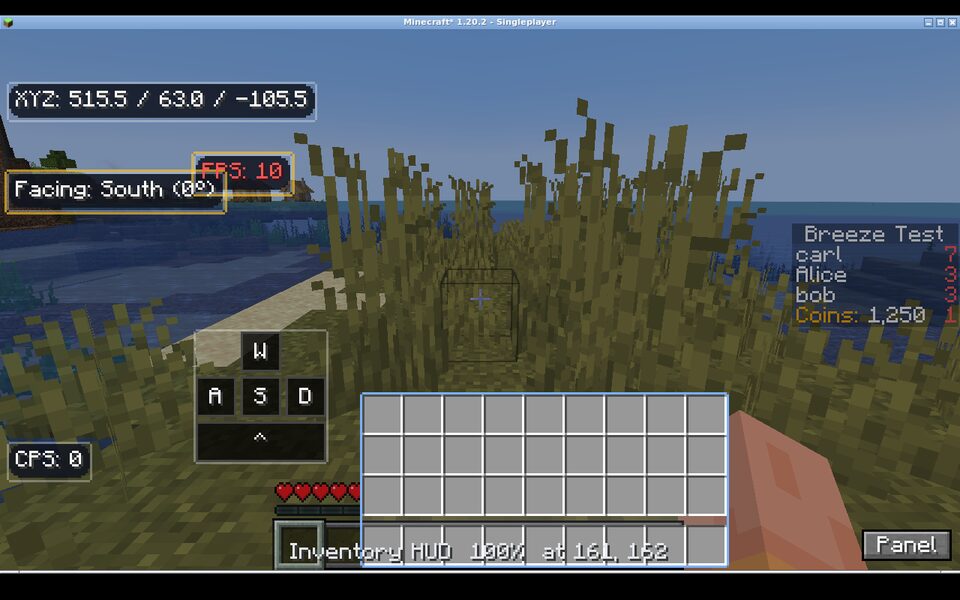 Minecraft* 1.20.2 - Singleplayer
XYZ: 515.5 / 63.0 / -105.5
FPS: 10
Facing: South (0°)
Breeze Test
carl 7
Alice 3
bob 3
Coins: 1,250 1
W
A S D
^
CPS: 0
Inventory HUD 100% at 161, 162
Panel